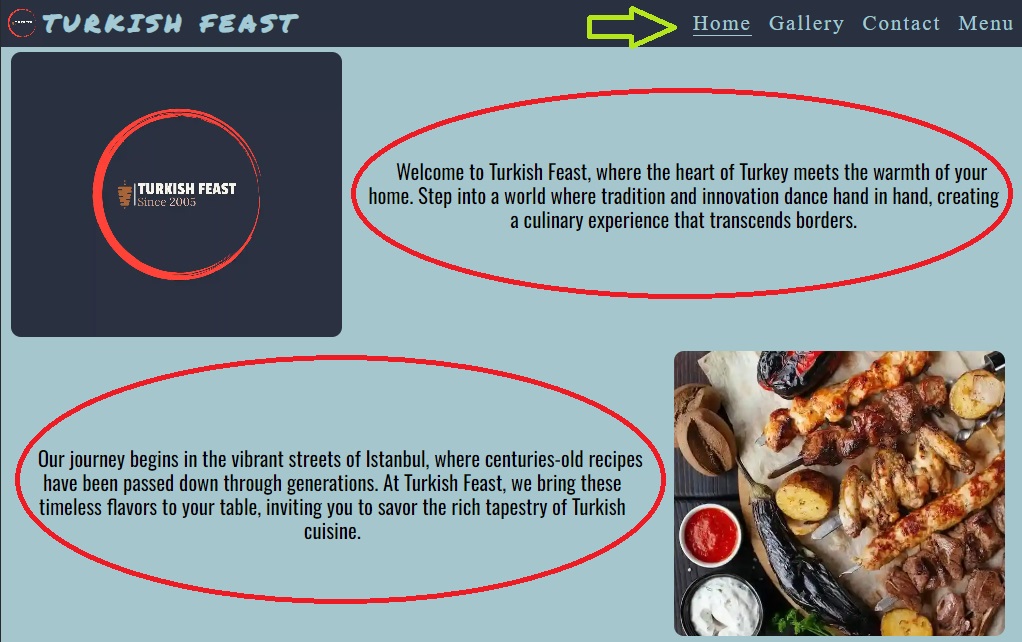 TURKISH FEAST
Home Gallery Contact Menu
TURKISH FEAST
Since 2005
Welcome to Turkish Feast, where the heart of Turkey meets the warmth of your
home. Step into a world where tradition and innovation dance hand in hand, creating
a culinary experience that transcends borders.
Our journey begins in the vibrant streets of Istanbul, where centuries-old recipes
have been passed down through generations. At Turkish Feast, we bring these
timeless flavors to your table, inviting you to savor the rich tapestry of Turkish
cuisine.